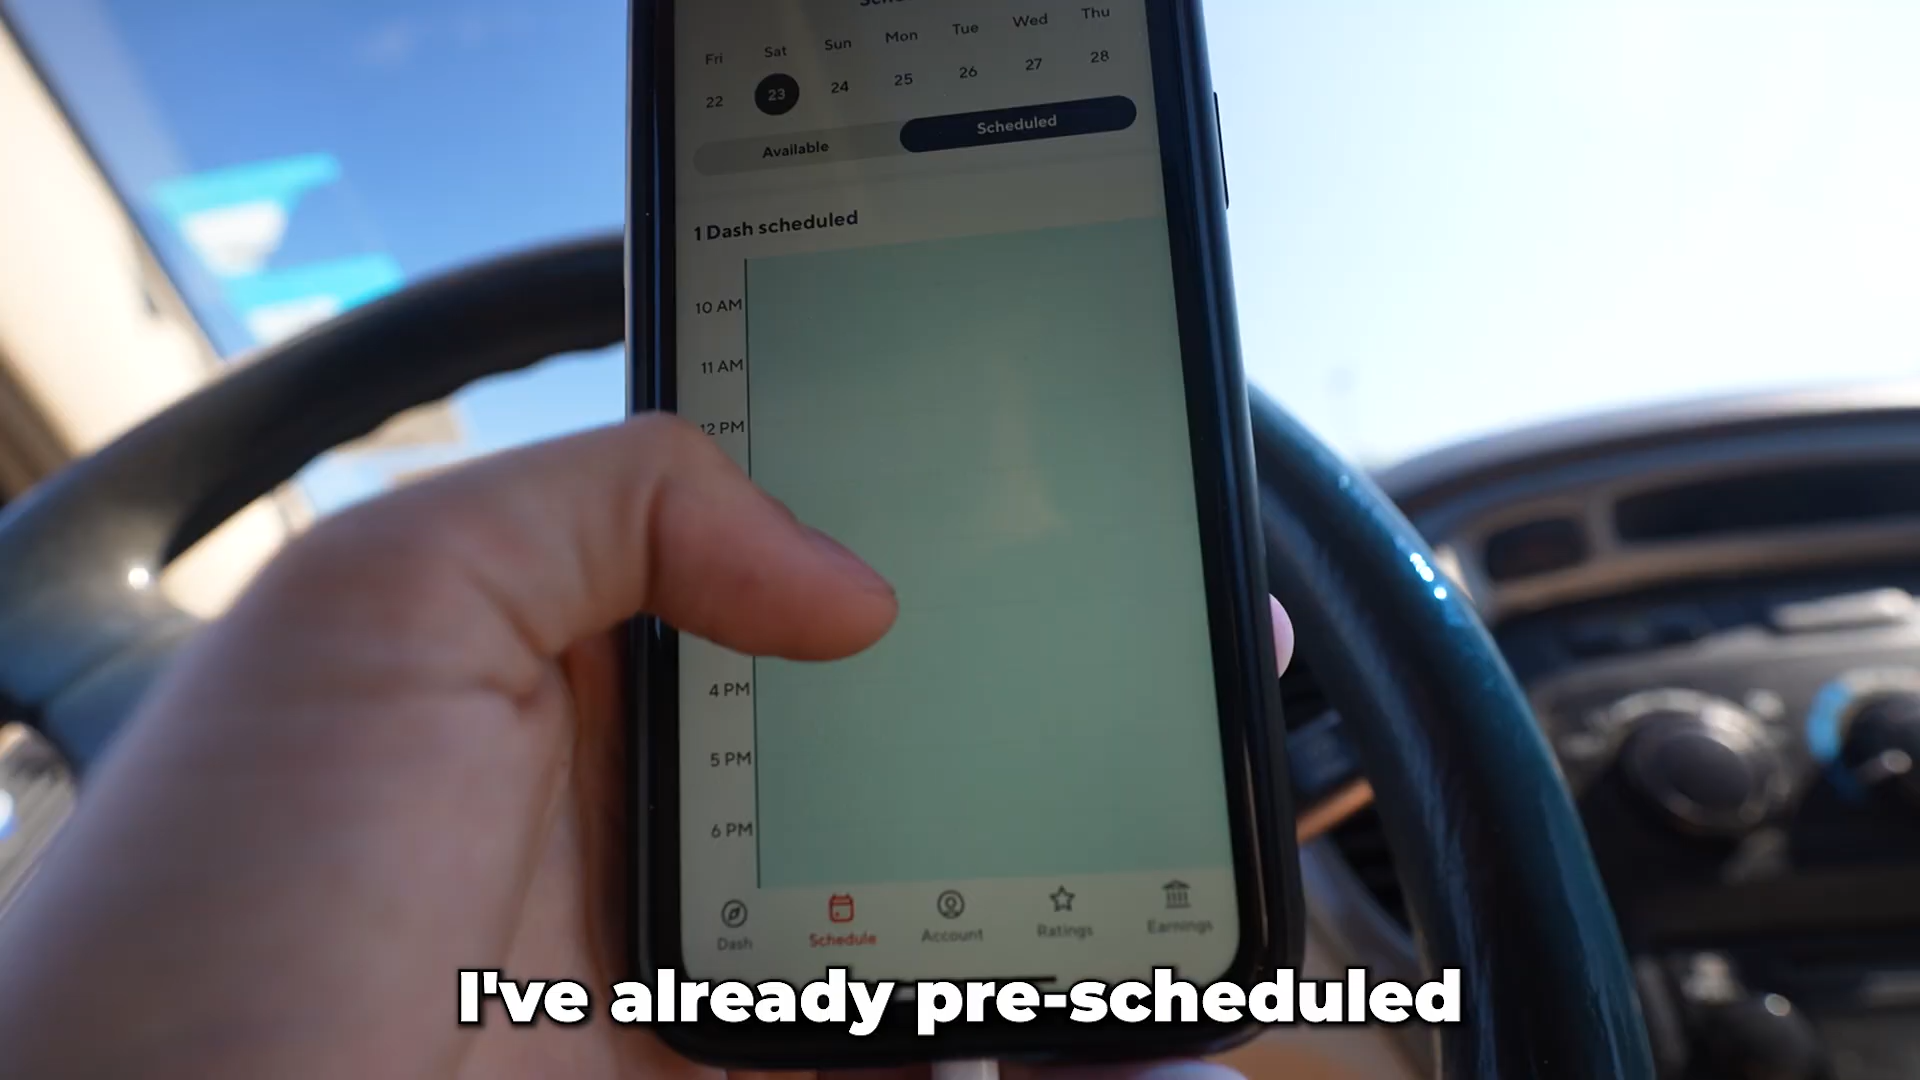 Fri Sat Sun Mon Tue Wed Thu
22 23 24 25 26 27 28
Available Scheduled
1 Dash scheduled
10 AM
11 AM
12 PM
4 PM
5 PM
6 PM
Dash Schedule Account Ratings Earnings
I've already pre-scheduled